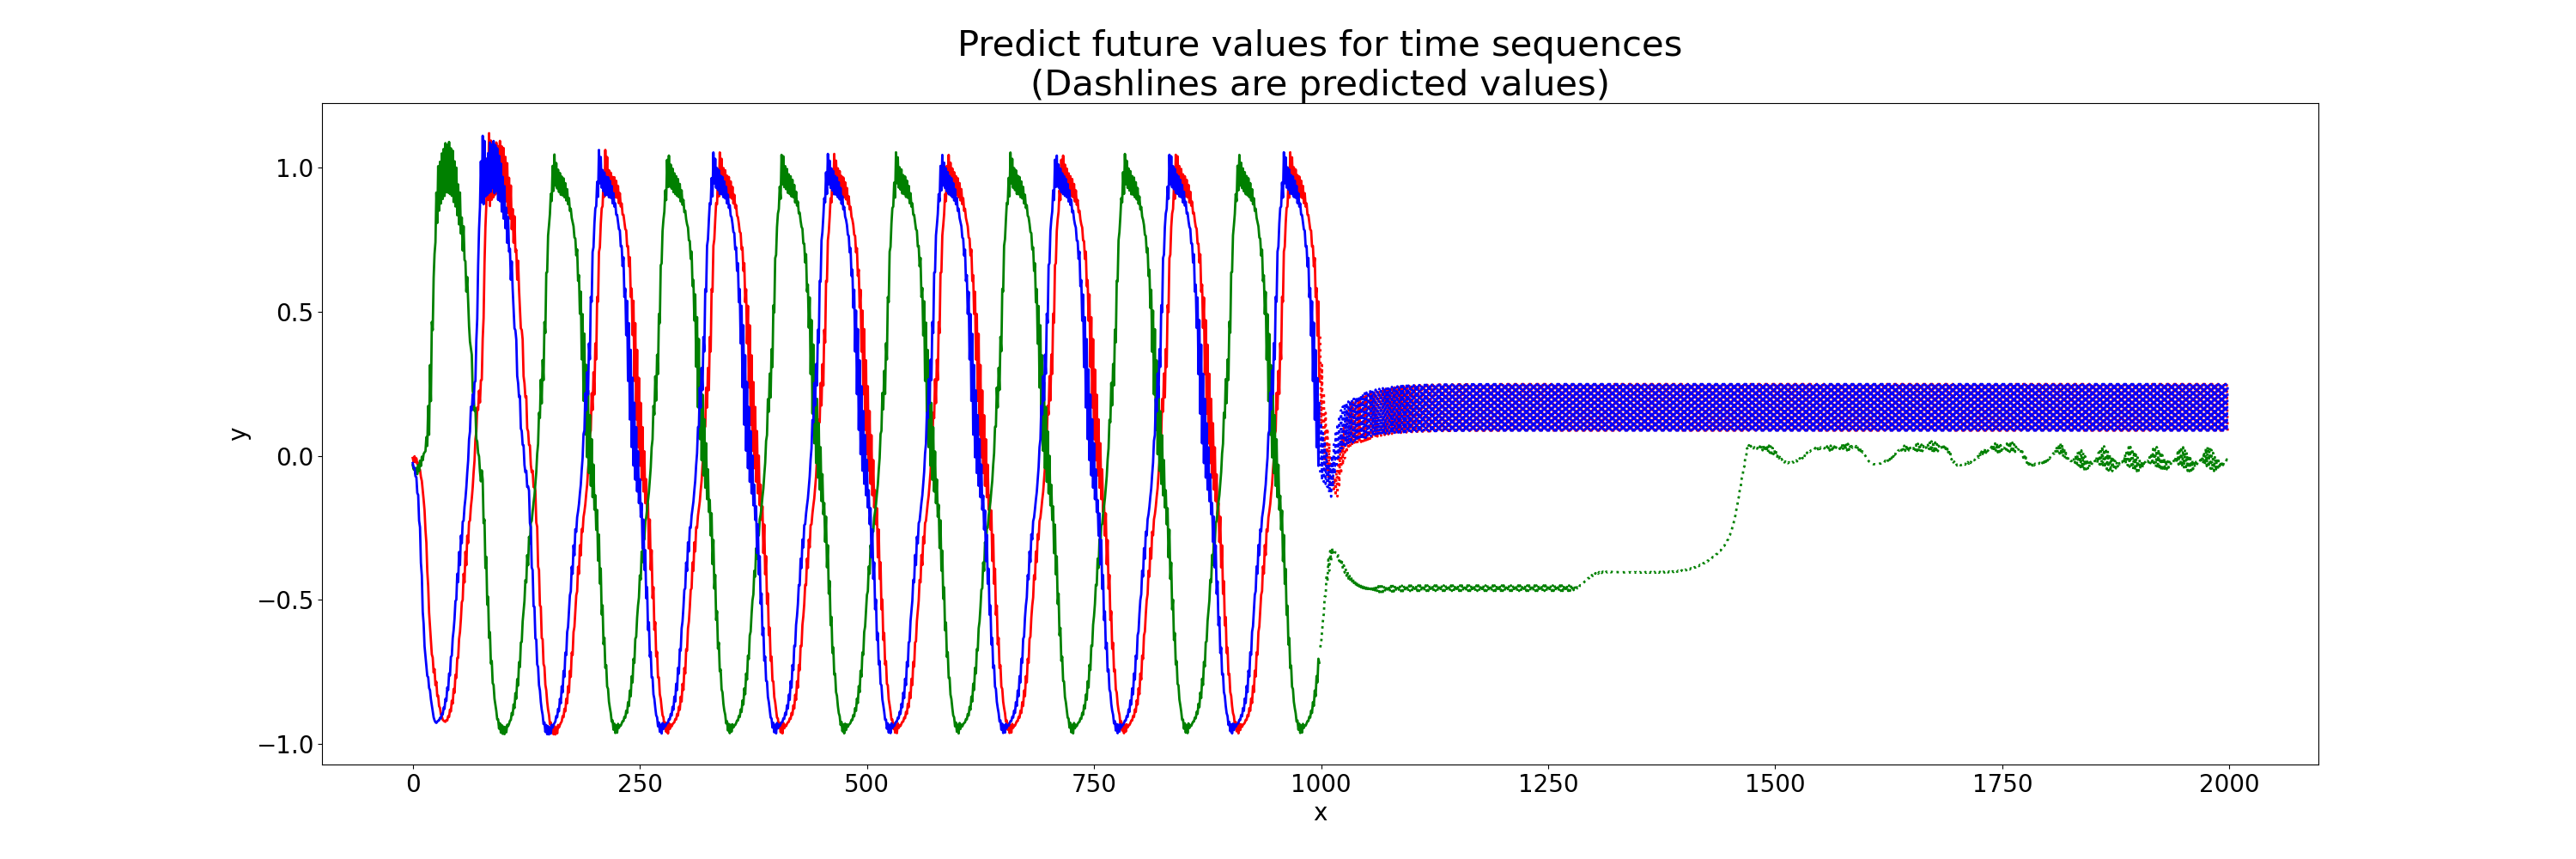 Predict future values for time sequences
(Dashlines are predicted values)
1.0
0.5
0.0
−0.5
−1.0
y
0 250 500 750 1000 1250 1500 1750 2000
x